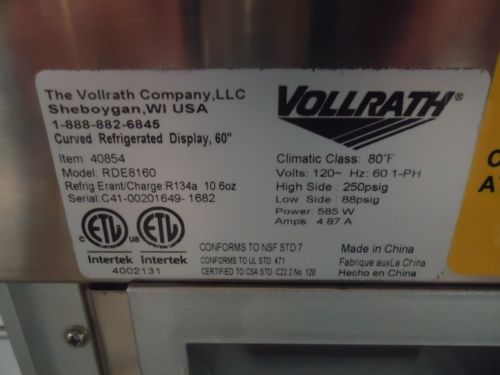 The Vollrath Company,LLC
Sheboygan,WI USA
1-888-882-6845
Curved Refrigerated Display, 60"
Item: 40854
Model: RDE8160
Refrig Erant/Charge:R134a 10.6oz
Serial:C41-00201649- 1682
VOLLRATH®
Climatic Class: 80°F
Volts: 120~ Hz: 60 1-PH
High Side : 250psig
Low Side : 88psig
Power: 585 W
Amps: 4.87 A
C ETL US ETL
Intertek Intertek
4002131
CONFORMS TO NSF STD 7
CONFORMS TO UL STD. 471
CERTIFIED TO CSA STD. C22.2 No. 120
Made in China
Fabrique auxLa China
Hecho en China